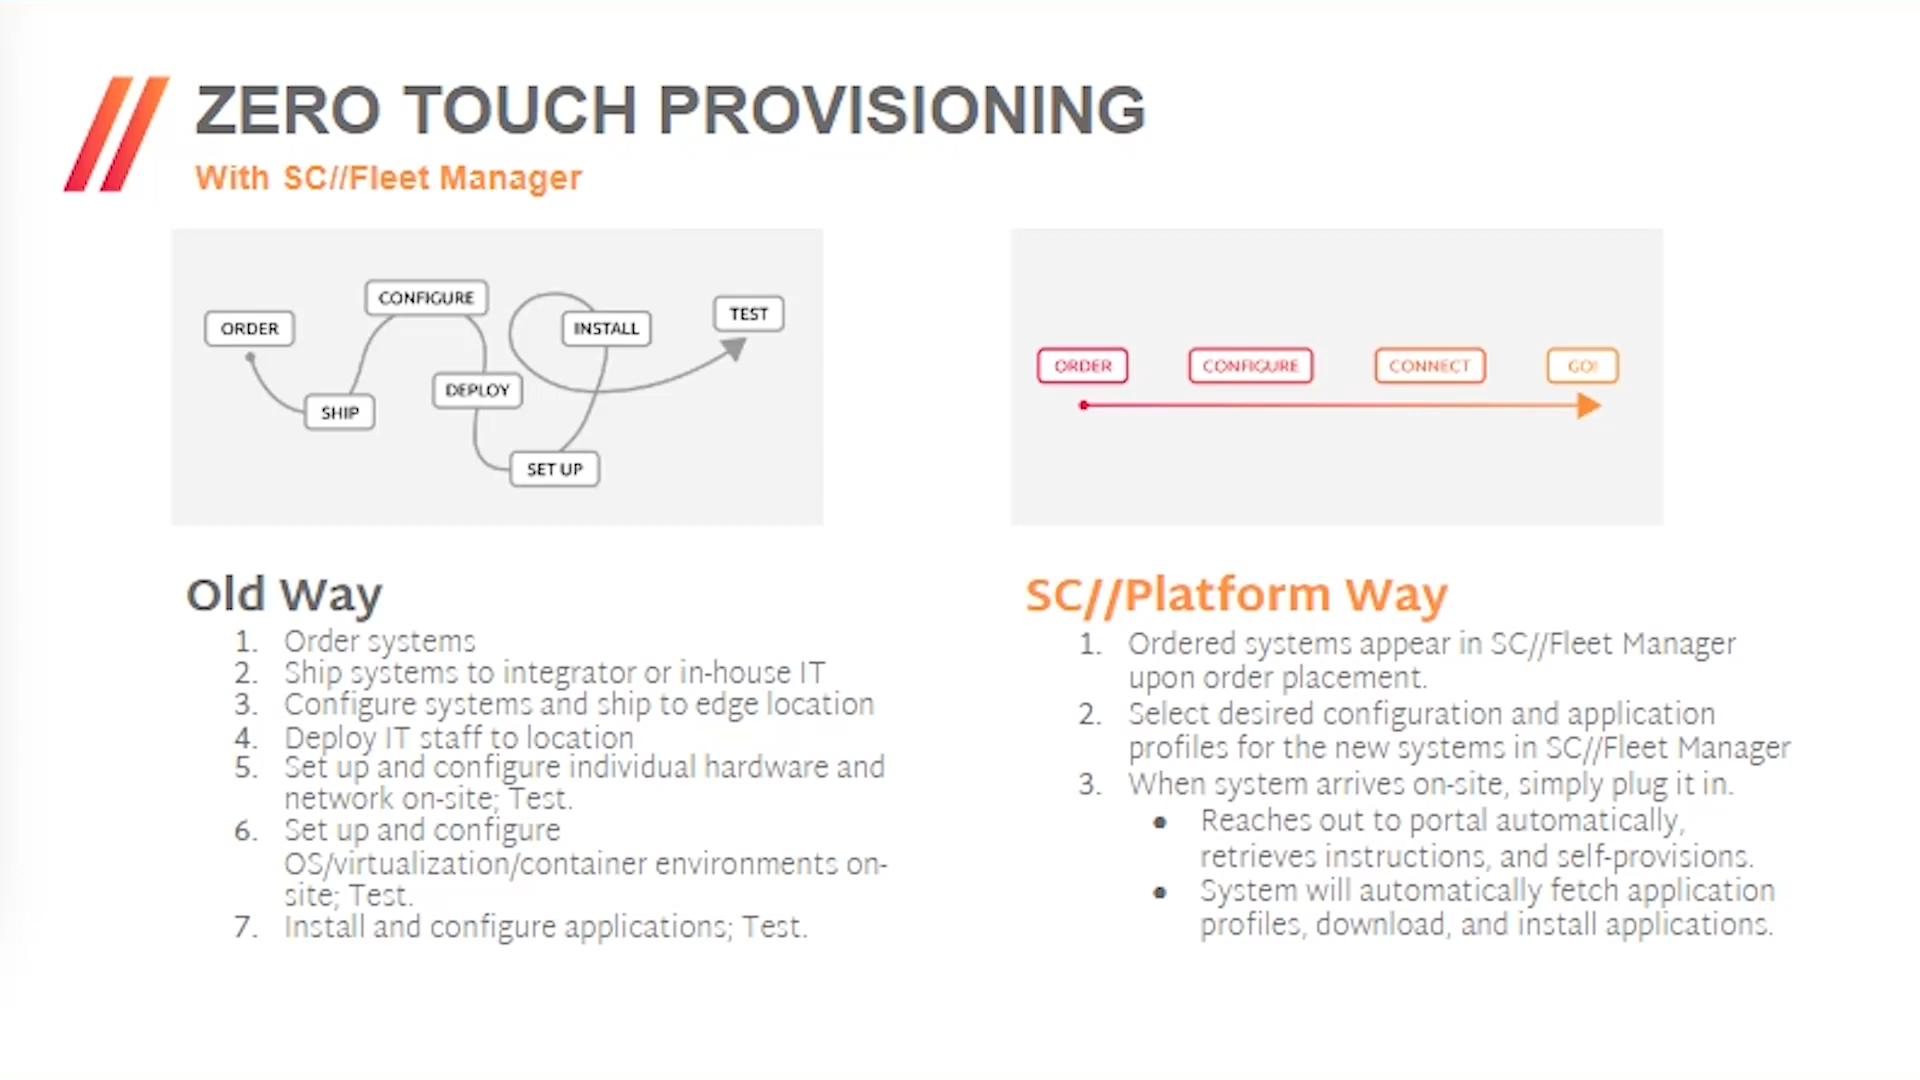 ZERO TOUCH PROVISIONING
With SC//Fleet Manager
ORDER
SHIP
CONFIGURE
DEPLOY
SET UP
INSTALL
TEST
ORDER
CONFIGURE
CONNECT
GO!
Old Way
1. Order systems
2. Ship systems to integrator or in-house IT
3. Configure systems and ship to edge location
4. Deploy IT staff to location
5. Set up and configure individual hardware and
network on-site; Test.
6. Set up and configure
OS/virtualization/container environments on-
site; Test.
7. Install and configure applications; Test.
SC//Platform Way
1. Ordered systems appear in SC//Fleet Manager
upon order placement.
2. Select desired configuration and application
profiles for the new systems in SC//Fleet Manager
3. When system arrives on-site, simply plug it in.
• Reaches out to portal automatically,
retrieves instructions, and self-provisions.
• System will automatically fetch application
profiles, download, and install applications.